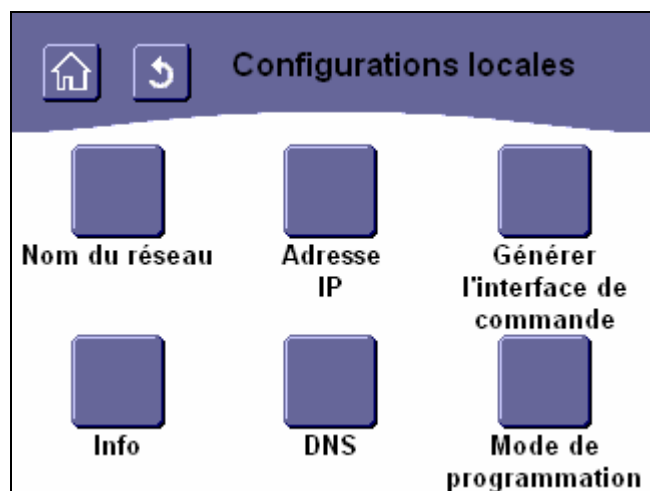 Configurations locales
Nom du réseau
Adresse
IP
Générer
l'interface de
commande
Info
DNS
Mode de
programmation